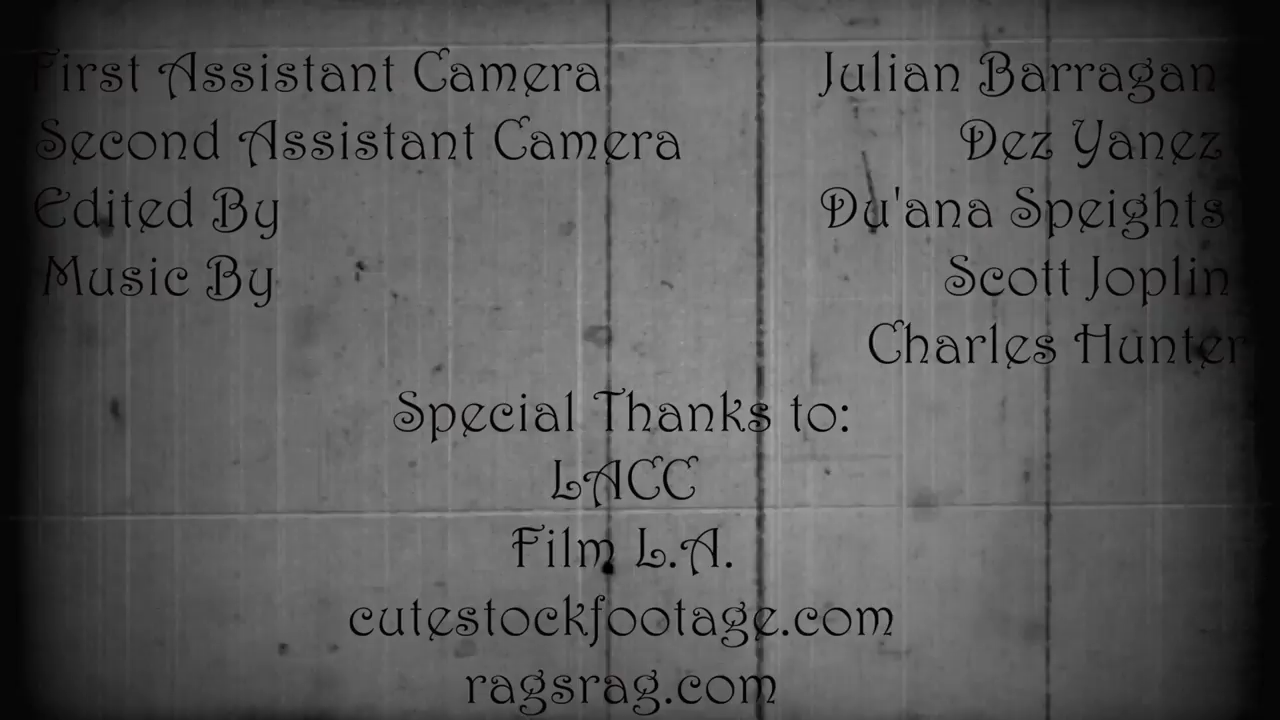 First Assistant Camera Julian Barragan
Second Assistant Camera Dez Yanez
Edited By Du'ana Speights
Music By Scott Joplin
Charles Hunter
Special Thanks to:
LACC
Film L.A.
cutestockfootage.com
ragsrag.com